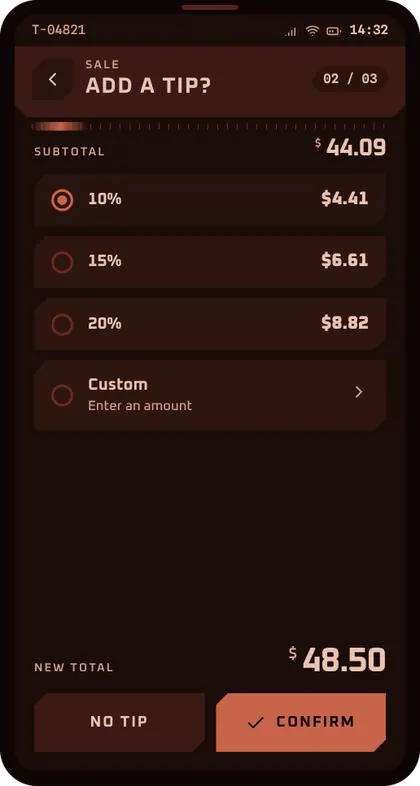 T-04821 14:32
SALE
ADD A TIP? 02 / 03
SUBTOTAL $ 44.09
10% $4.41
15% $6.61
20% $8.82
Custom
Enter an amount
NEW TOTAL $ 48.50
NO TIP CONFIRM